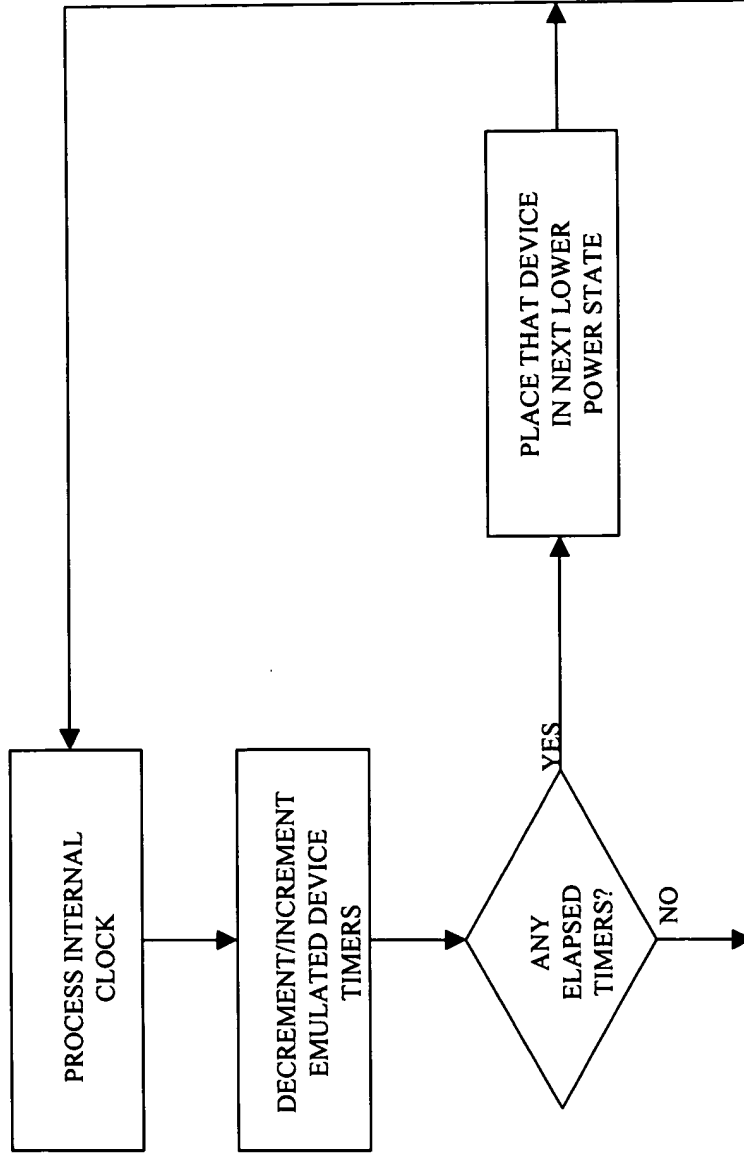 PROCESS INTERNAL
CLOCK
DECREMENT/INCREMENT
EMULATED DEVICE
TIMERS
ANY
ELAPSED
TIMERS?
YES
NO
PLACE THAT DEVICE
IN NEXT LOWER
POWER STATE